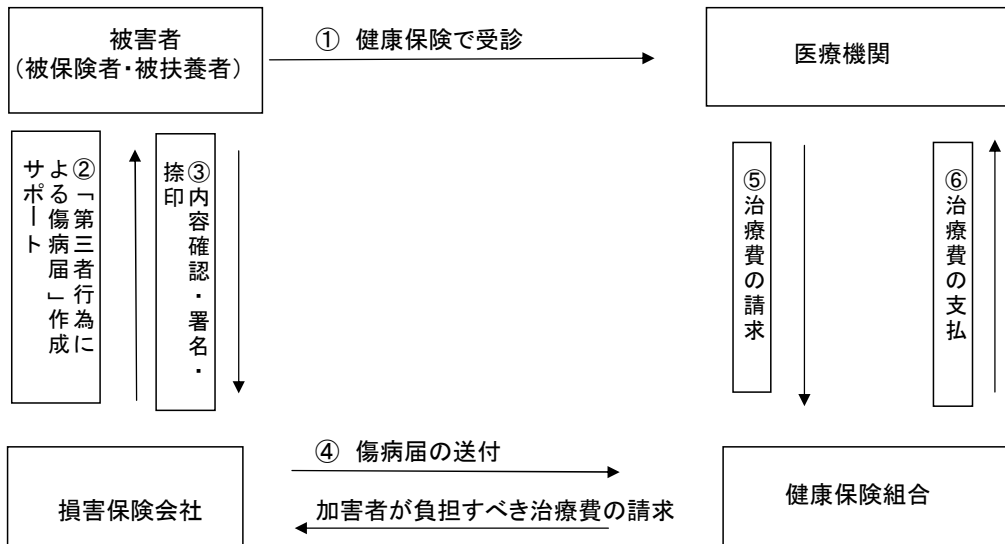 被害者
（被保険者・被扶養者）
① 健康保険で受診
医療機関
②「第三者行為に
よる傷病届」作成
サポート
③内容確認・署名・
捺印
⑤治療費の請求
⑥治療費の支払
損害保険会社
④ 傷病届の送付
加害者が負担すべき治療費の請求
健康保険組合